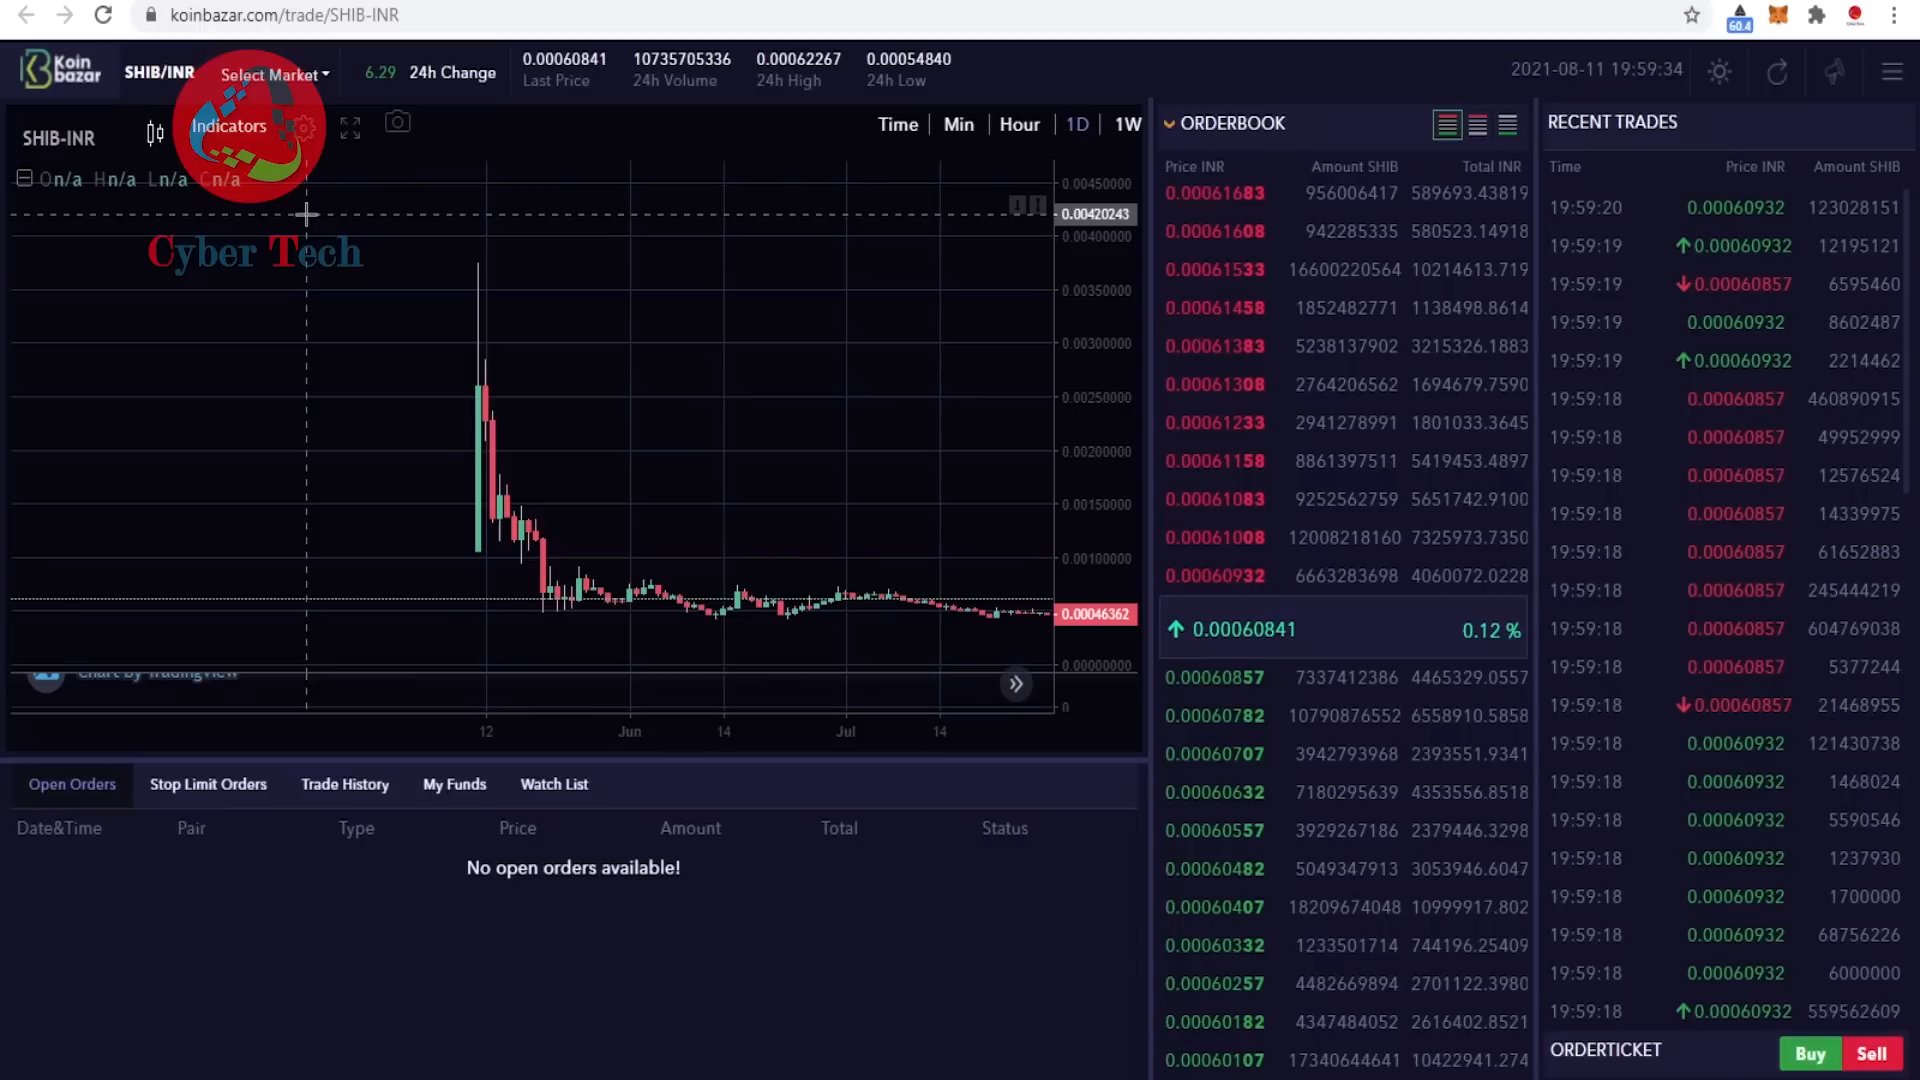 koinbazar.com/trade/SHIB-INR
60.4
Koin
bazar
SHIB/INR
Select Market
6.29 24h Change
0.00060841
Last Price
10735705336
24h Volume
0.00062267
24h High
0.00054840
24h Low
2021-08-11 19:59:34
SHIB-INR
Indicators
Time Min Hour 1D 1W
On/a Hn/a Ln/a Cn/a
Cyber Tech
0.00450000
0.00420243
0.00400000
0.00350000
0.00300000
0.00250000
0.00200000
0.00150000
0.00100000
0.00046362
0.00000000
0
Chart by TradingView
12 Jun 14 Jul 14
Open Orders Stop Limit Orders Trade History My Funds Watch List
Date&Time Pair Type Price Amount Total Status
No open orders available!
ORDERBOOK
Price INR Amount SHIB Total INR
0.00061683 956006417 589693.43819
0.00061608 942285335 580523.14918
0.00061533 16600220564 10214613.719
0.00061458 1852482771 1138498.8614
0.00061383 5238137902 3215326.1883
0.00061308 2764206562 1694679.7590
0.00061233 2941278991 1801033.3645
0.00061158 8861397511 5419453.4897
0.00061083 9252562759 5651742.9100
0.00061008 12008218160 7325973.7350
0.00060932 6663283698 4060072.0228
0.00060841 0.12 %
0.00060857 7337412386 4465329.0557
0.00060782 10790876552 6558910.5858
0.00060707 3942793968 2393551.9341
0.00060632 7180295639 4353556.8518
0.00060557 3929267186 2379446.3298
0.00060482 5049347913 3053946.6047
0.00060407 18209674048 10999917.802
0.00060332 1233501714 744196.25409
0.00060257 4482669894 2701122.3980
0.00060182 4347484052 2616402.8521
0.00060107 17340644641 10422941.274
RECENT TRADES
Time Price INR Amount SHIB
19:59:20 0.00060932 123028151
19:59:19 0.00060932 12195121
19:59:19 0.00060857 6595460
19:59:19 0.00060932 8602487
19:59:19 0.00060932 2214462
19:59:18 0.00060857 460890915
19:59:18 0.00060857 49952999
19:59:18 0.00060857 12576524
19:59:18 0.00060857 14339975
19:59:18 0.00060857 61652883
19:59:18 0.00060857 245444219
19:59:18 0.00060857 604769038
19:59:18 0.00060857 5377244
19:59:18 0.00060857 21468955
19:59:18 0.00060932 121430738
19:59:18 0.00060932 1468024
19:59:18 0.00060932 5590546
19:59:18 0.00060932 1237930
19:59:18 0.00060932 1700000
19:59:18 0.00060932 68756226
19:59:18 0.00060932 6000000
19:59:18 0.00060932 559562609
ORDERTICKET
Buy Sell